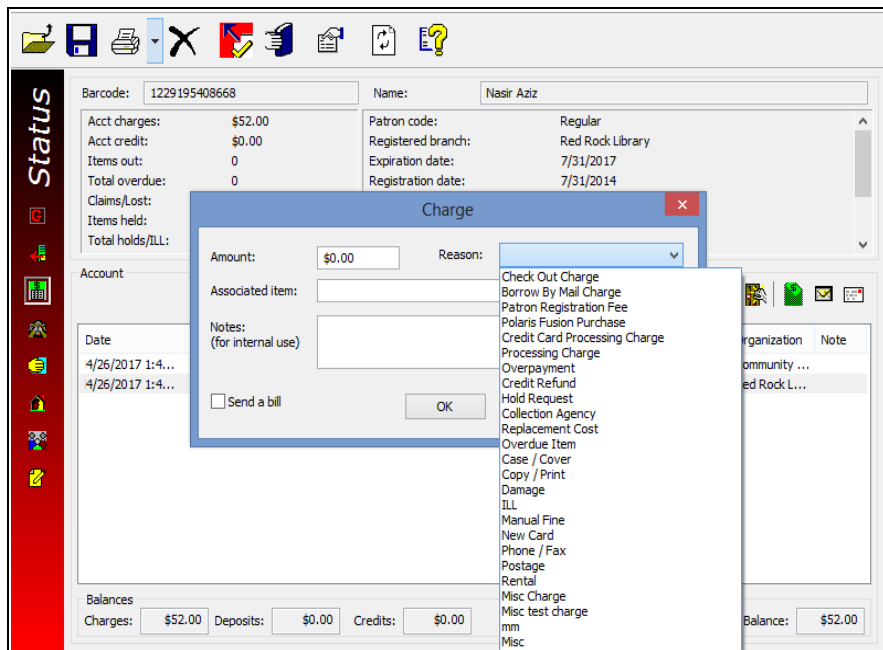 Status
Barcode: 1229195408668 Name: Nasir Aziz
Acct charges: $52.00 Patron code: Regular
Acct credit: $0.00 Registered branch: Red Rock Library
Items out: 0 Expiration date: 7/31/2017
Total overdue: 0 Registration date: 7/31/2014
Claims/Lost:
Items held:
Total holds/ILL:
Charge
Amount: $0.00 Reason:
Associated item:
Notes:
(for internal use)
Send a bill
OK
Check Out Charge
Borrow By Mail Charge
Patron Registration Fee
Polaris Fusion Purchase
Credit Card Processing Charge
Processing Charge
Overpayment
Credit Refund
Hold Request
Collection Agency
Replacement Cost
Overdue Item
Case / Cover
Copy / Print
Damage
ILL
Manual Fine
New Card
Phone / Fax
Postage
Rental
Misc Charge
Misc test charge
mm
Misc
Account
Date rganization Note
4/26/2017 1:4... ommunity ...
4/26/2017 1:4... ed Rock L...
Balances
Charges: $52.00 Deposits: $0.00 Credits: $0.00 Balance: $52.00